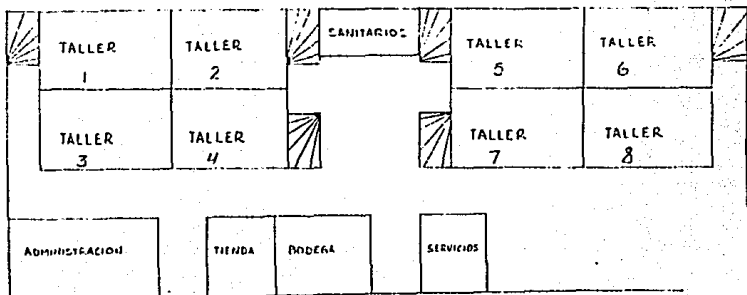 TALLER
1
TALLER
2
SANITARIOS
TALLER
5
TALLER
6
TALLER
3
TALLER
4
TALLER
7
TALLER
8
ADMINISTRACION
TIENDA
BODEGA
SERVICIOS